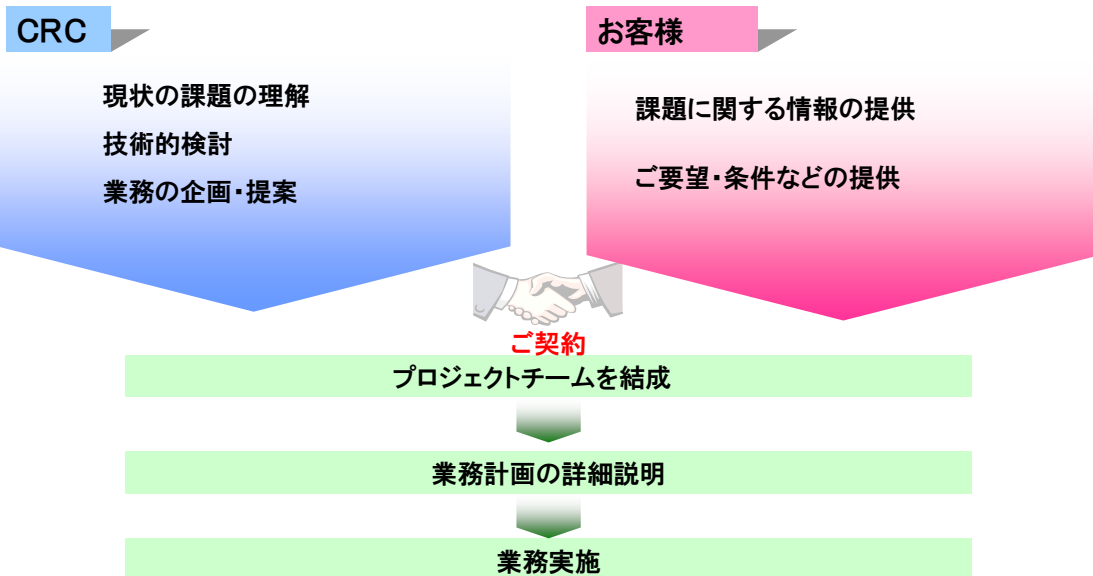 CRC
現状の課題の理解
技術的検討
業務の企画・提案
お客様
課題に関する情報の提供
ご要望・条件などの提供
ご契約
プロジェクトチームを結成
業務計画の詳細説明
業務実施